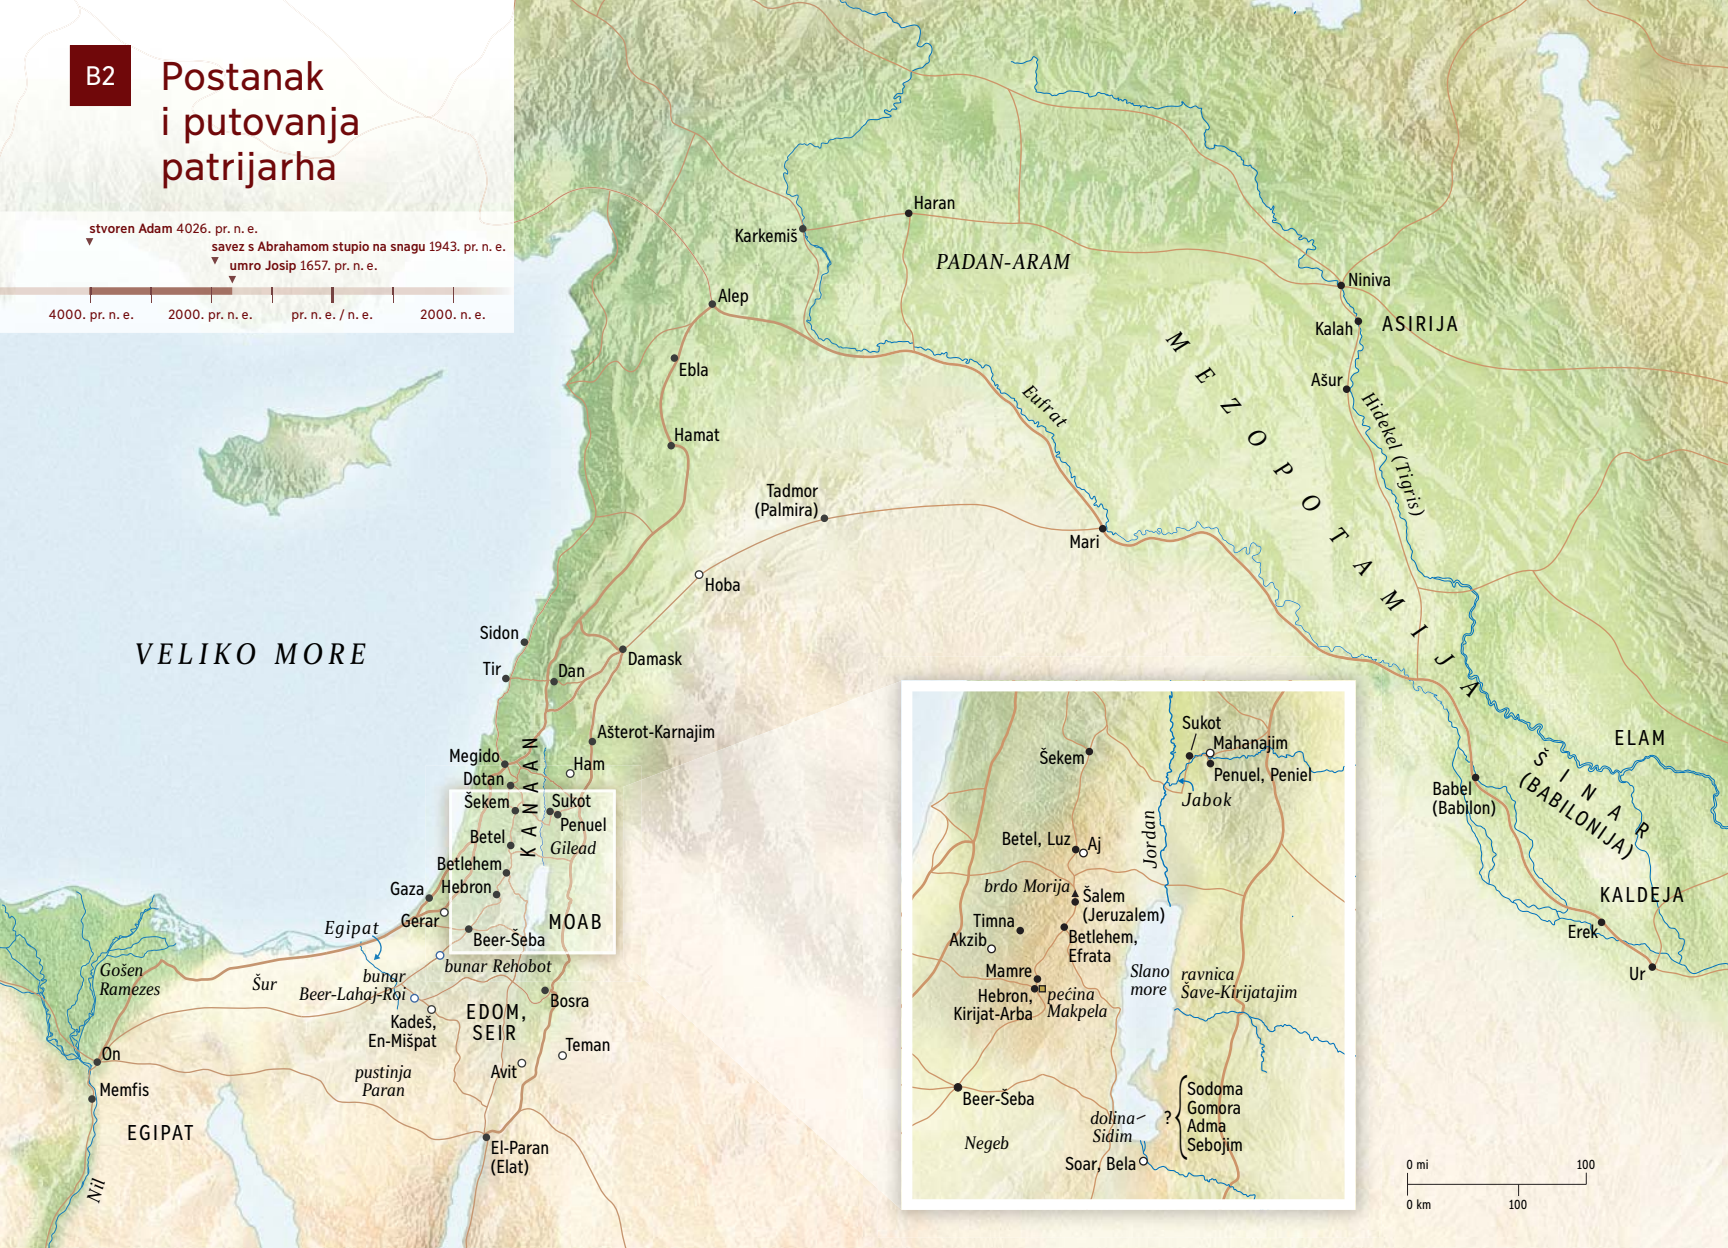 B2
Postanak
i putovanja
patrijarha
stvoren Adam 4026. pr. n. e.
savez s Abrahamom stupio na snagu 1943. pr. n. e.
umro Josip 1657. pr. n. e.
4000. pr. n. e.
2000. pr. n. e.
pr. n. e. / n. e.
2000. n. e.
Haran
Karkemiš
PADAN-ARAM
Niniva
Alep
Kalah
ASIRIJA
Ebla
Ašur
Eufrat
Hidekel (Tigris)
MEZOPOTAMIJA
Hamat
Tadmor
(Palmira)
Mari
Hoba
VELIKO MORE
Sidon
Damask
Tir
Dan
Ašterot-Karnajim
Megido
Ham
Dotan
KANAAN
Šekem
Sukot
Penuel
Betel
Gilead
Betlehem
Gaza
Hebron
Gerar
MOAB
Beer-Šeba
Egipat
bunar Rehobot
bunar
Beer-Lahaj-Roi
Gošen
Ramezes
Šur
Kadeš,
En-Mišpat
EDOM,
SEIR
Bosra
Teman
Avit
On
pustinja
Paran
Memfis
EGIPAT
El-Paran
(Elat)
Nil
ELAM
ŠINAR
(BABILONIJA)
Babel
(Babilon)
KALDEJA
Erek
Ur
Sukot
Mahanajim
Šekem
Penuel, Peniel
Jabok
Jordan
Betel, Luz
Aj
brdo Morija
Šalem
(Jeruzalem)
Timna
Akzib
Betlehem,
Efrata
Mamre
Hebron,
Kirijat-Arba
pećina
Makpela
Slano
more
ravnica
Šave-Kirijatajim
Beer-Šeba
Negeb
dolina
Sidim
?
Sodoma
Gomora
Adma
Sebojim
Soar, Bela
0 mi
100
0 km
100